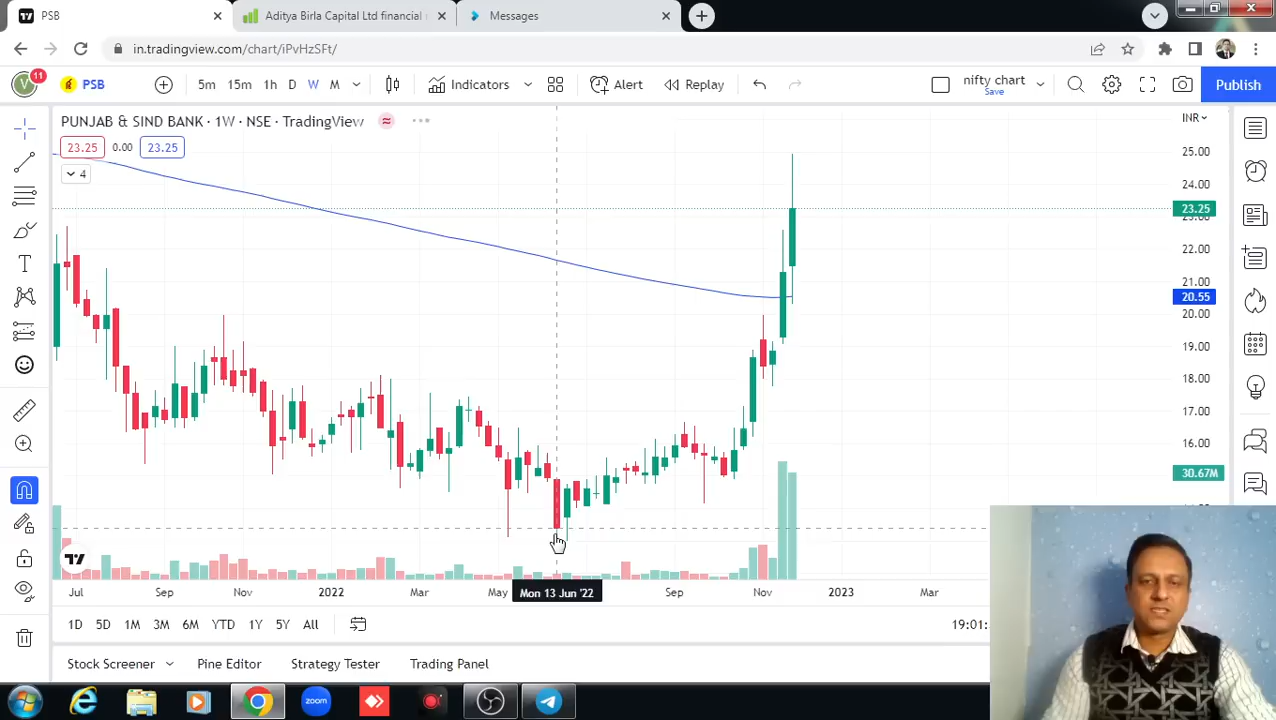 PSB
Aditya Birla Capital Ltd financial
Messages
in.tradingview.com/chart/iPvHzSFt/
V
11
PSB
5m
15m
1h
D
W
M
Indicators
Alert
Replay
nifty chart
Save
Publish
PUNJAB & SIND BANK · 1W · NSE · TradingView
INR
23.25
0.00
23.25
4
25.00
24.00
23.25
23.00
22.00
21.00
20.55
20.00
19.00
18.00
17.00
16.00
30.67M
Jul
Sep
Nov
2022
Mar
May
Mon 13 Jun '22
Sep
Nov
2023
Mar
1D
5D
1M
3M
6M
YTD
1Y
5Y
All
19:01:
Stock Screener
Pine Editor
Strategy Tester
Trading Panel
zoom